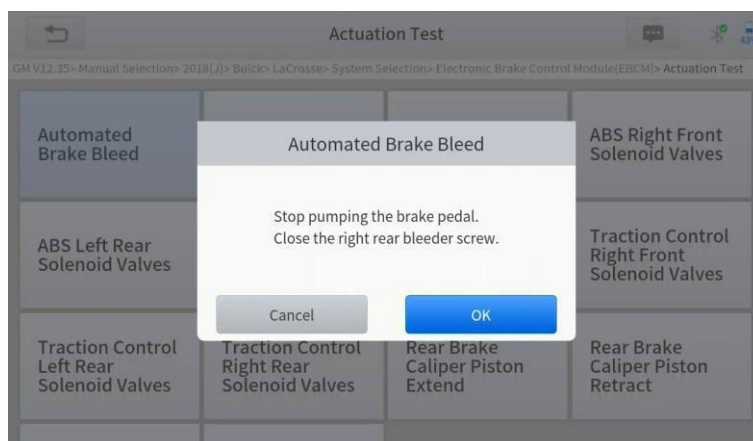 Actuation Test
GM V12.35> Manual Selection> 2018(J)> Buick> LaCrosse> System Selection> Electronic Brake Control Module(EBCM)> Actuation Test
Automated
Brake Bleed
ABS Right Front
Solenoid Valves
Automated Brake Bleed
Stop pumping the brake pedal.
Close the right rear bleeder screw.
Cancel
OK
ABS Left Rear
Solenoid Valves
Traction Control
Right Front
Solenoid Valves
Traction Control
Left Rear
Solenoid Valves
Traction Control
Right Rear
Solenoid Valves
Rear Brake
Caliper Piston
Extend
Rear Brake
Caliper Piston
Retract